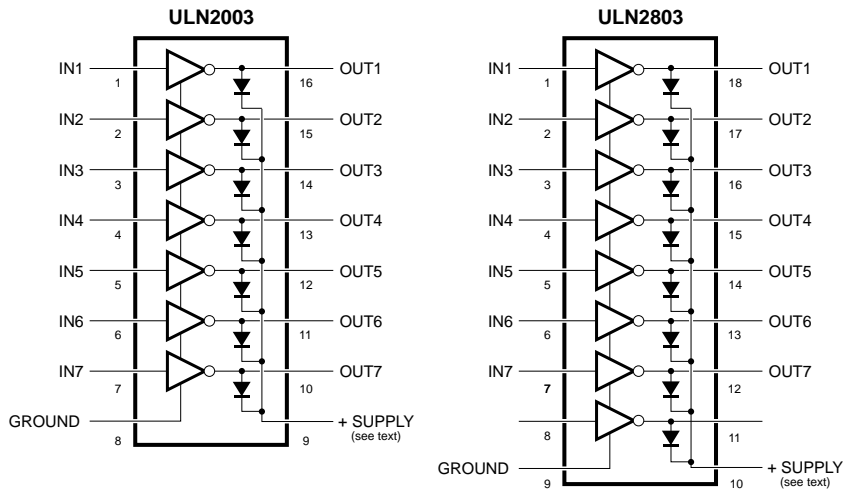 ULN2003
IN1 1 16 OUT1
IN2 2 15 OUT2
IN3 3 14 OUT3
IN4 4 13 OUT4
IN5 5 12 OUT5
IN6 6 11 OUT6
IN7 7 10 OUT7
GROUND 8 9 + SUPPLY
(see text)
ULN2803
IN1 1 18 OUT1
IN2 2 17 OUT2
IN3 3 16 OUT3
IN4 4 15 OUT4
IN5 5 14 OUT5
IN6 6 13 OUT6
IN7 7 12 OUT7
8 11
GROUND 9 10 + SUPPLY
(see text)